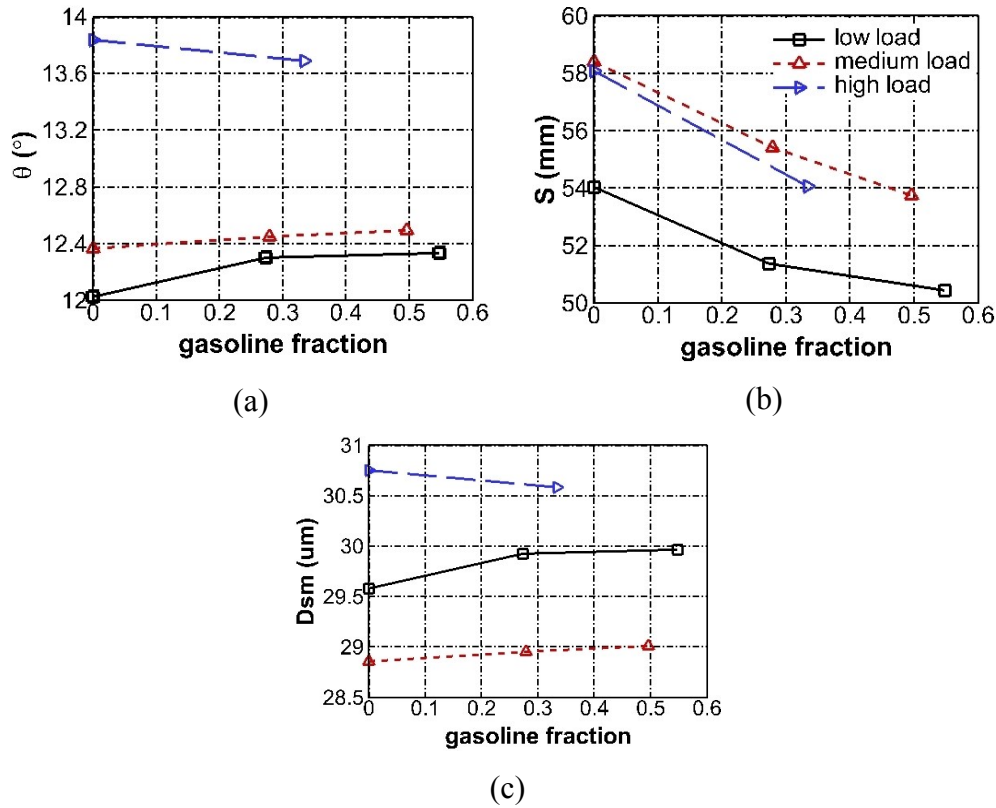 14
13.6
13.2
12.8
12.4
12
θ (°)
0 0.1 0.2 0.3 0.4 0.5 0.6
gasoline fraction
(a)
60
58
56
54
52
50
S (mm)
low load
medium load
high load
0 0.1 0.2 0.3 0.4 0.5 0.6
gasoline fraction
(b)
31
30.5
30
29.5
29
28.5
Dsm (um)
0 0.1 0.2 0.3 0.4 0.5 0.6
gasoline fraction
(c)